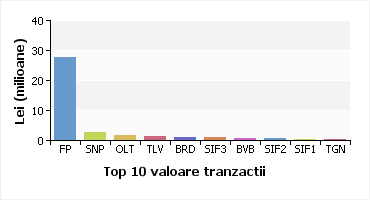 Lei (milioane)
40
30
20
10
0
FP SNP OLT TLV BRD SIF3 BVB SIF2 SIF1 TGN
Top 10 valoare tranzactii